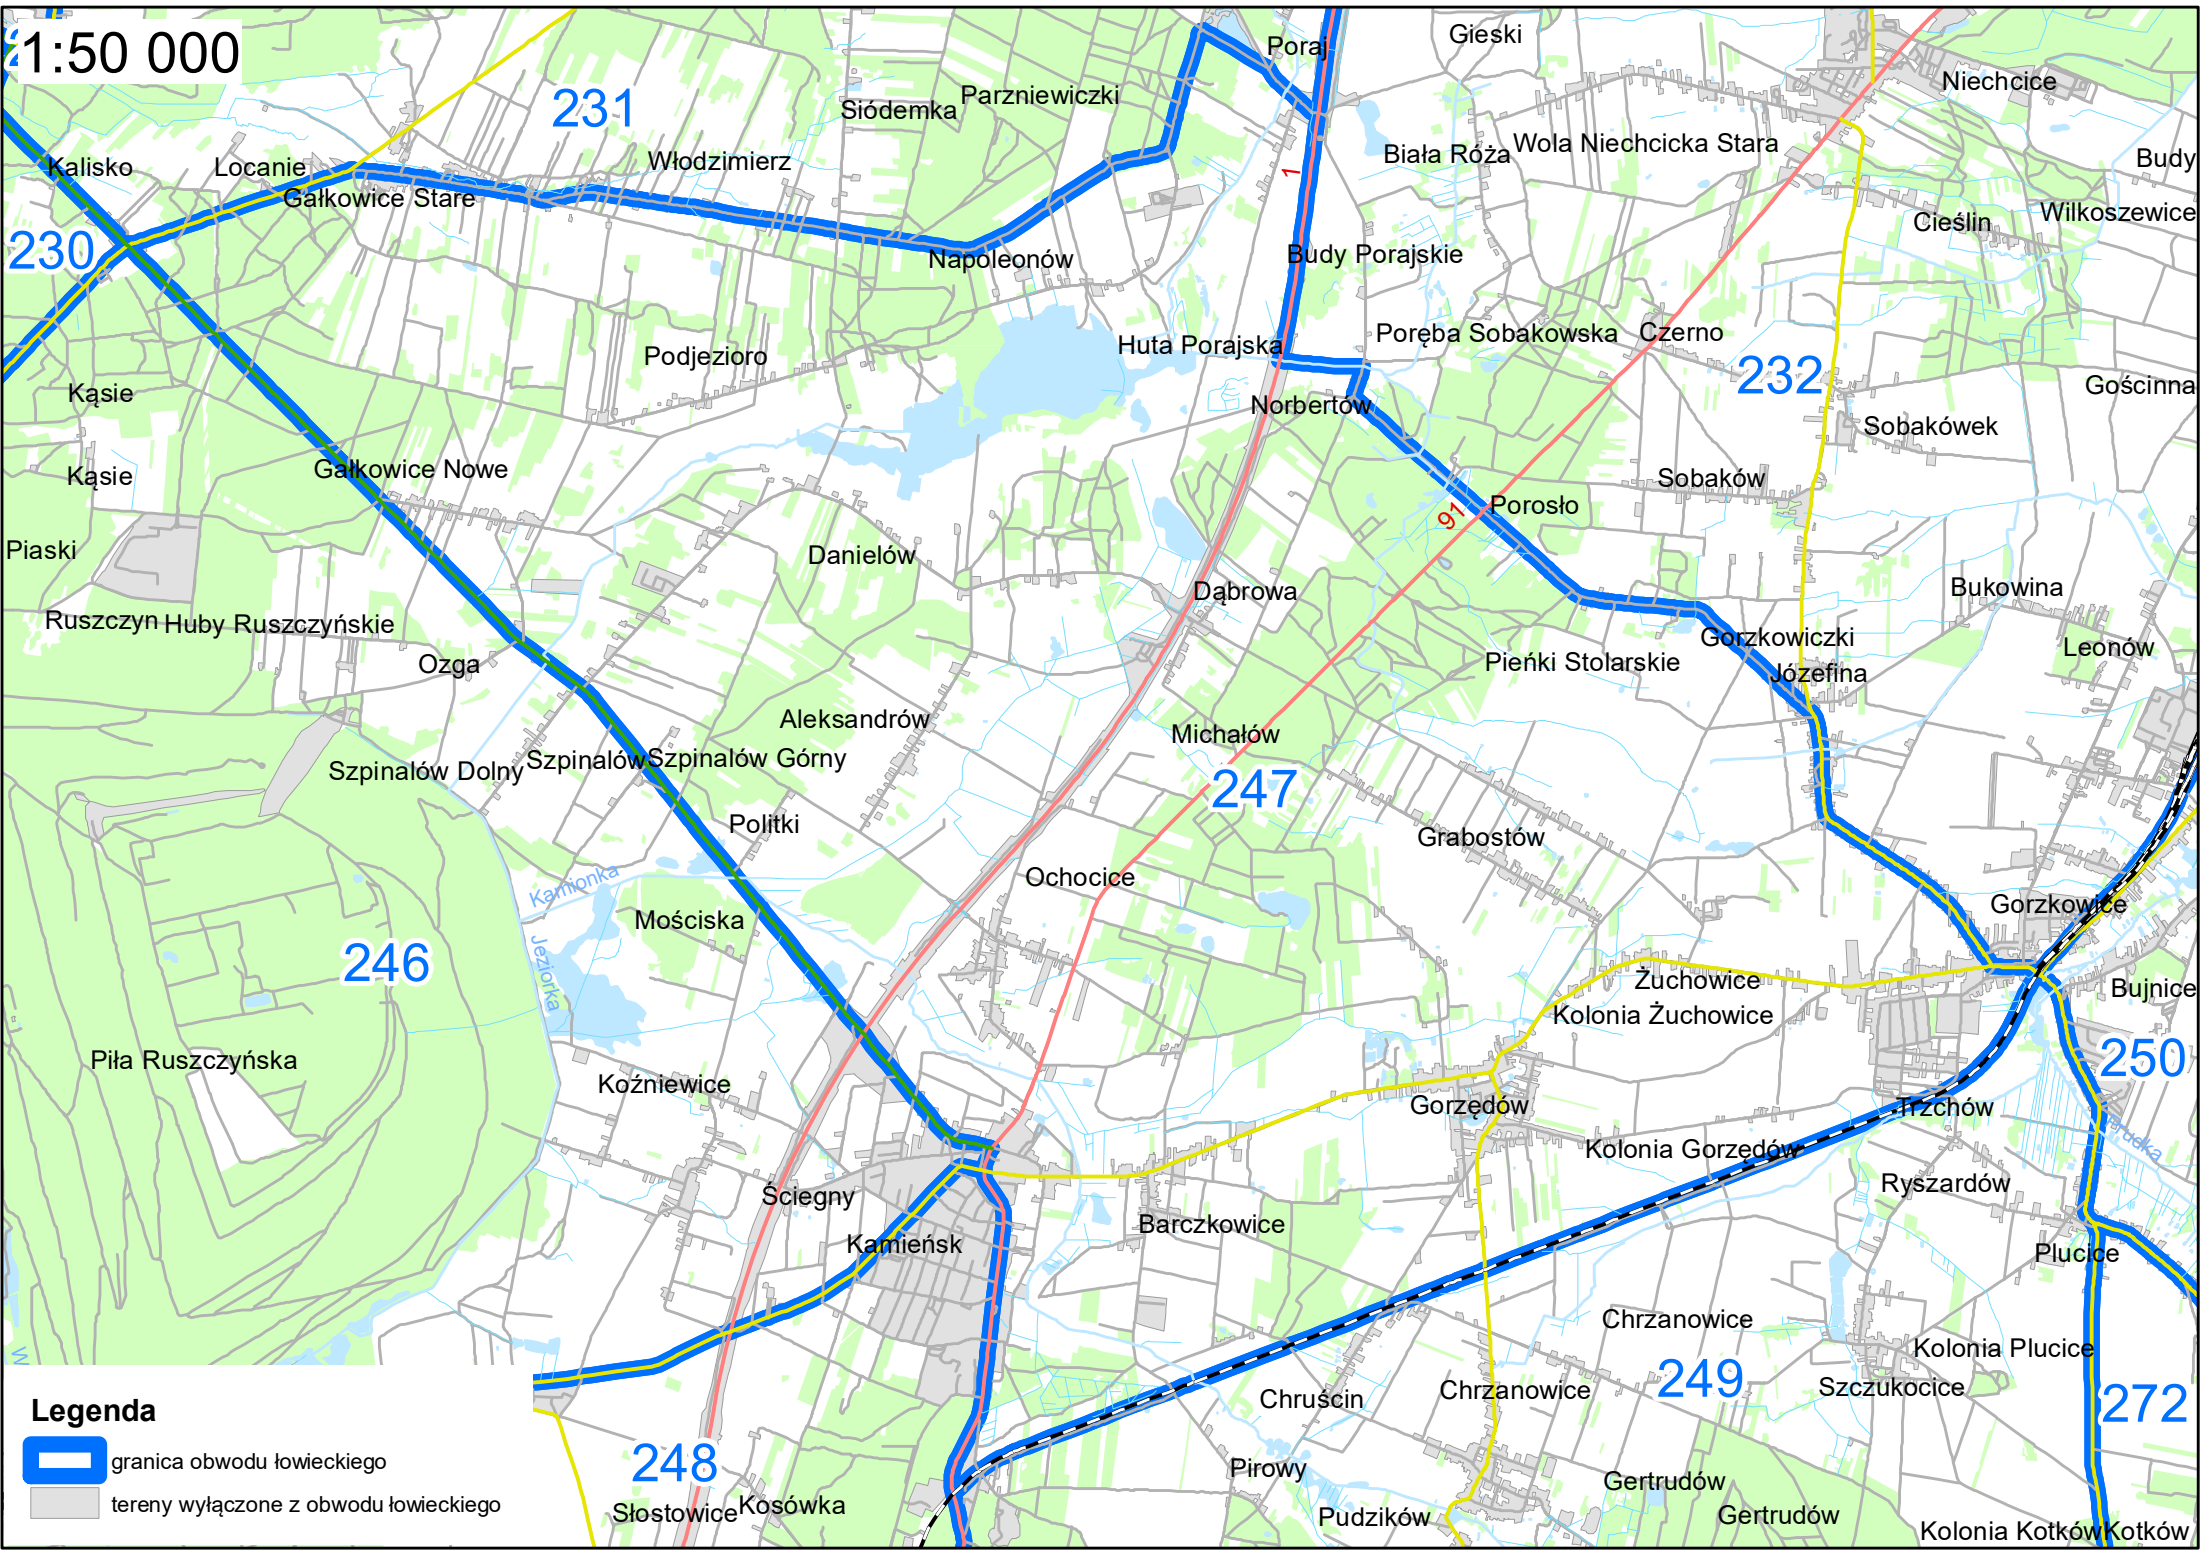 1:50 000
Poraj
Gieski
Niechcice
231
Siódemka
Parzniewiczki
Biała Róża
Wola Niechcicka Stara
Budy
Kalisko
Locanie
Włodzimierz
1
Gałkowice Stare
Cieślin
Wilkoszewice
230
Napoleonów
Budy Porajskie
Huta Porajska
Poręba Sobakowska
Czerno
Podjezioro
232
Kąsie
Gościnna
Norbertów
Sobakówek
Kąsie
Gałkowice Nowe
Sobaków
91
Porosło
Piaski
Danielów
Dąbrowa
Bukowina
Ruszczyn
Huby Ruszczyńskie
Gorzkowiczki
Leonów
Ozga
Pieńki Stolarskie
Józefina
Aleksandrów
Michałów
Szpinalów Dolny
Szpinalów
Szpinalów Górny
247
Politki
Grabostów
Kamionka
Ochocice
Mościska
Gorzkowice
246
Jeziorka
Żuchowice
Bujnice
Kolonia Żuchowice
Piła Ruszczyńska
250
Koźniewice
Gorzędów
Trzchów
Kolonia Gorzędów
Ryszardów
Ściegny
Barczkowice
Kamieńsk
Plucice
Chrzanowice
Kolonia Plucice
W
249
Chruścin
Chrzanowice
Szczukocice
272
Legenda
granica obwodu łowieckiego
tereny wyłączone z obwodu łowieckiego
248
Pirowy
Gertrudów
Słostowice
Kosówka
Pudzików
Gertrudów
Kolonia Kotków
Kotków